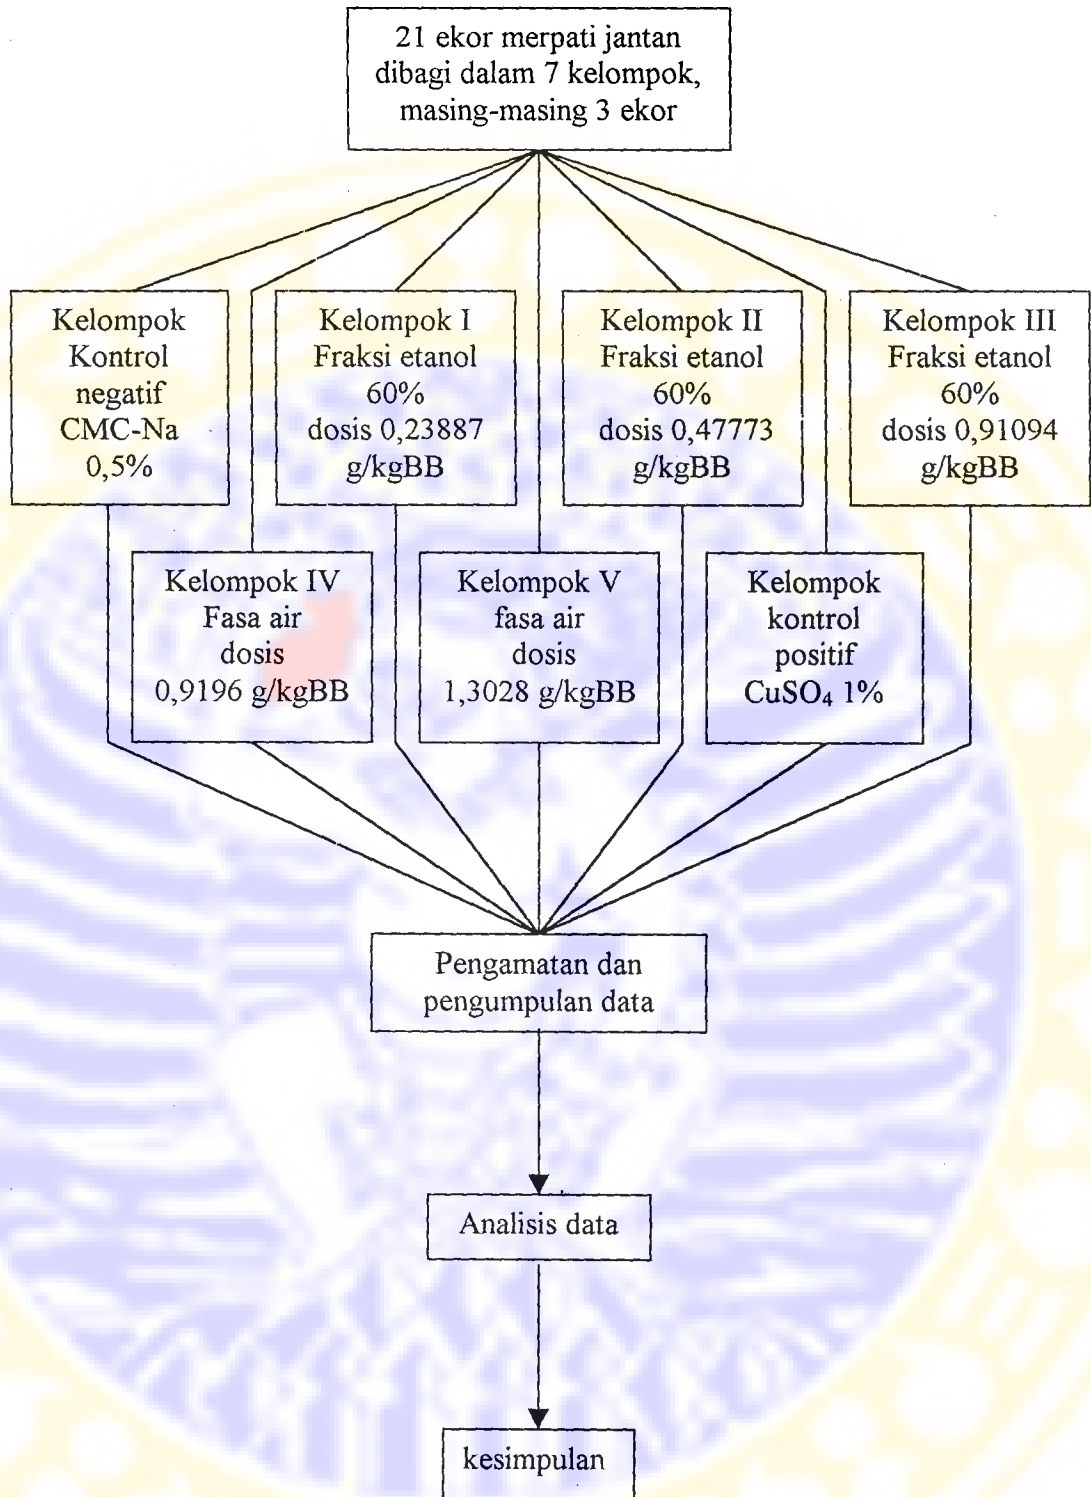 21 ekor merpati jantan
dibagi dalam 7 kelompok,
masing-masing 3 ekor
Kelompok
Kontrol
negatif
CMC-Na
0,5%
Kelompok I
Fraksi etanol
60%
dosis 0,23887
g/kgBB
Kelompok II
Fraksi etanol
60%
dosis 0,47773
g/kgBB
Kelompok III
Fraksi etanol
60%
dosis 0,91094
g/kgBB
Kelompok IV
Fasa air
dosis
0,9196 g/kgBB
Kelompok V
fasa air
dosis
1,3028 g/kgBB
Kelompok
kontrol
positif
CuSO₄ 1%
Pengamatan dan
pengumpulan data
Analisis data
kesimpulan